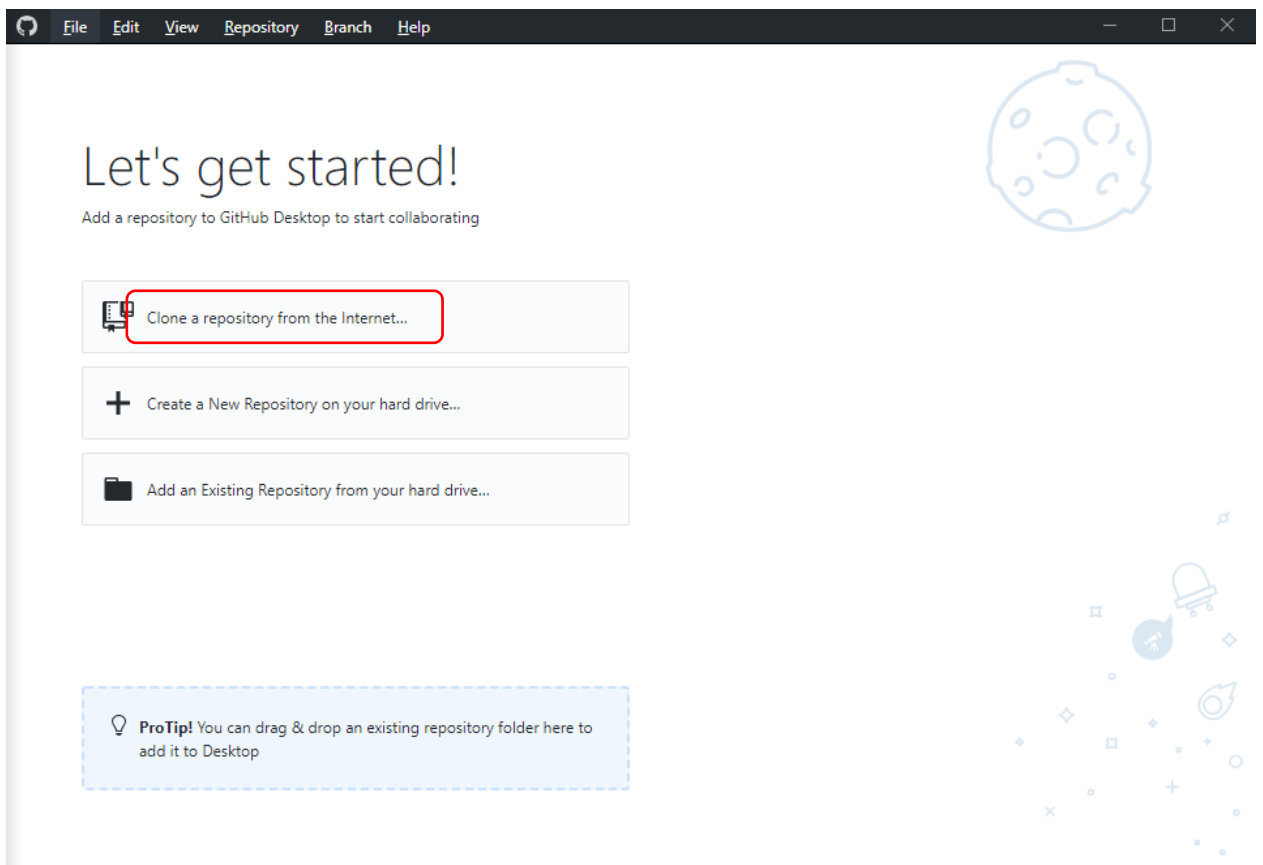 File Edit View Repository Branch Help
Let's get started!
Add a repository to GitHub Desktop to start collaborating
Clone a repository from the Internet...
Create a New Repository on your hard drive...
Add an Existing Repository from your hard drive...
ProTip! You can drag & drop an existing repository folder here to
add it to Desktop